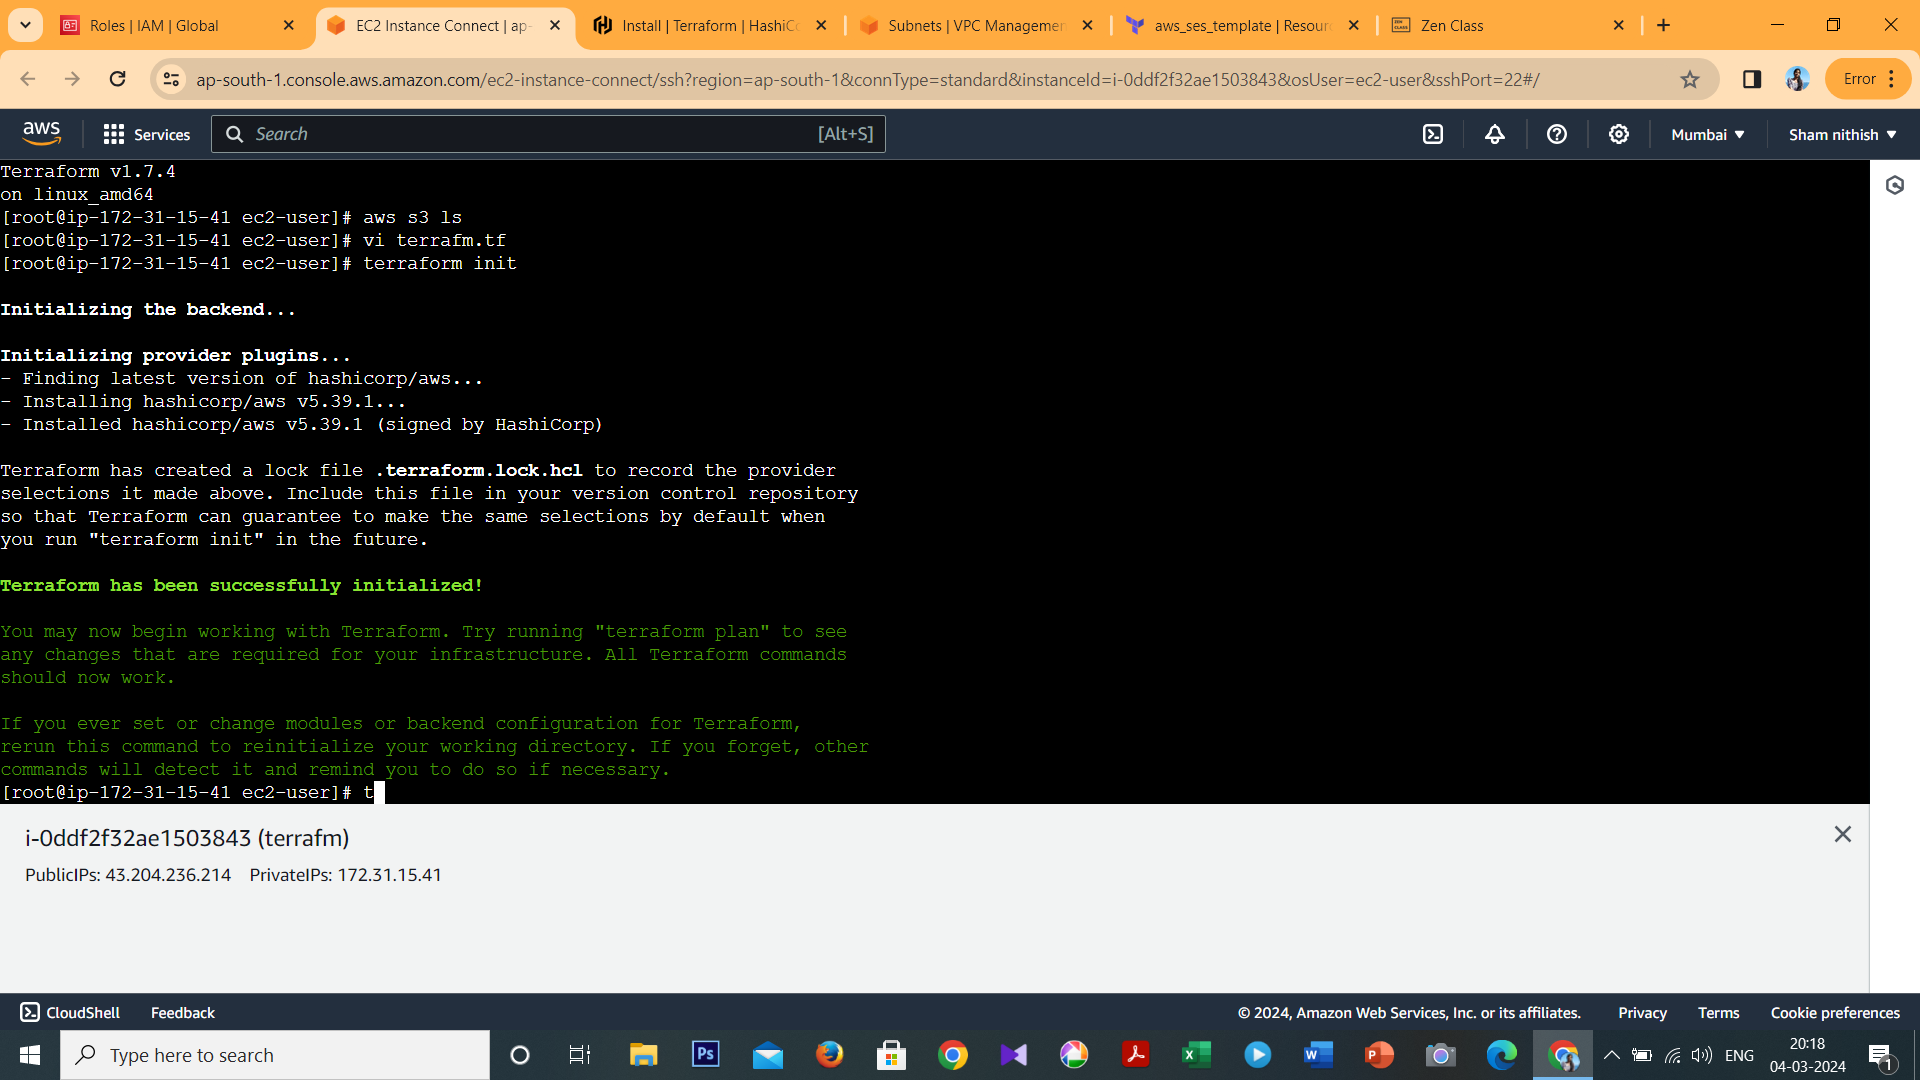 Roles | IAM | Global
EC2 Instance Connect | ap-
Install | Terraform | HashiCo
Subnets | VPC Managemen
aws_ses_template | Resour
Zen Class
ap-south-1.console.aws.amazon.com/ec2-instance-connect/ssh?region=ap-south-1&connType=standard&instanceId=i-0ddf2f32ae1503843&osUser=ec2-user&sshPort=22#/
Error
aws
Services
Search
[Alt+S]
Mumbai
Sham nithish
Terraform v1.7.4
on linux_amd64
[root@ip-172-31-15-41 ec2-user]# aws s3 ls
[root@ip-172-31-15-41 ec2-user]# vi terrafm.tf
[root@ip-172-31-15-41 ec2-user]# terraform init
Initializing the backend...
Initializing provider plugins...
- Finding latest version of hashicorp/aws...
- Installing hashicorp/aws v5.39.1...
- Installed hashicorp/aws v5.39.1 (signed by HashiCorp)
Terraform has created a lock file .terraform.lock.hcl to record the provider
selections it made above. Include this file in your version control repository
so that Terraform can guarantee to make the same selections by default when
you run "terraform init" in the future.
Terraform has been successfully initialized!
You may now begin working with Terraform. Try running "terraform plan" to see
any changes that are required for your infrastructure. All Terraform commands
should now work.
If you ever set or change modules or backend configuration for Terraform,
rerun this command to reinitialize your working directory. If you forget, other
commands will detect it and remind you to do so if necessary.
[root@ip-172-31-15-41 ec2-user]# t
i-0ddf2f32ae1503843 (terrafm)
PublicIPs: 43.204.236.214 PrivateIPs: 172.31.15.41
CloudShell
Feedback
© 2024, Amazon Web Services, Inc. or its affiliates.
Privacy
Terms
Cookie preferences
Type here to search
Ps
ENG
20:18
04-03-2024
1